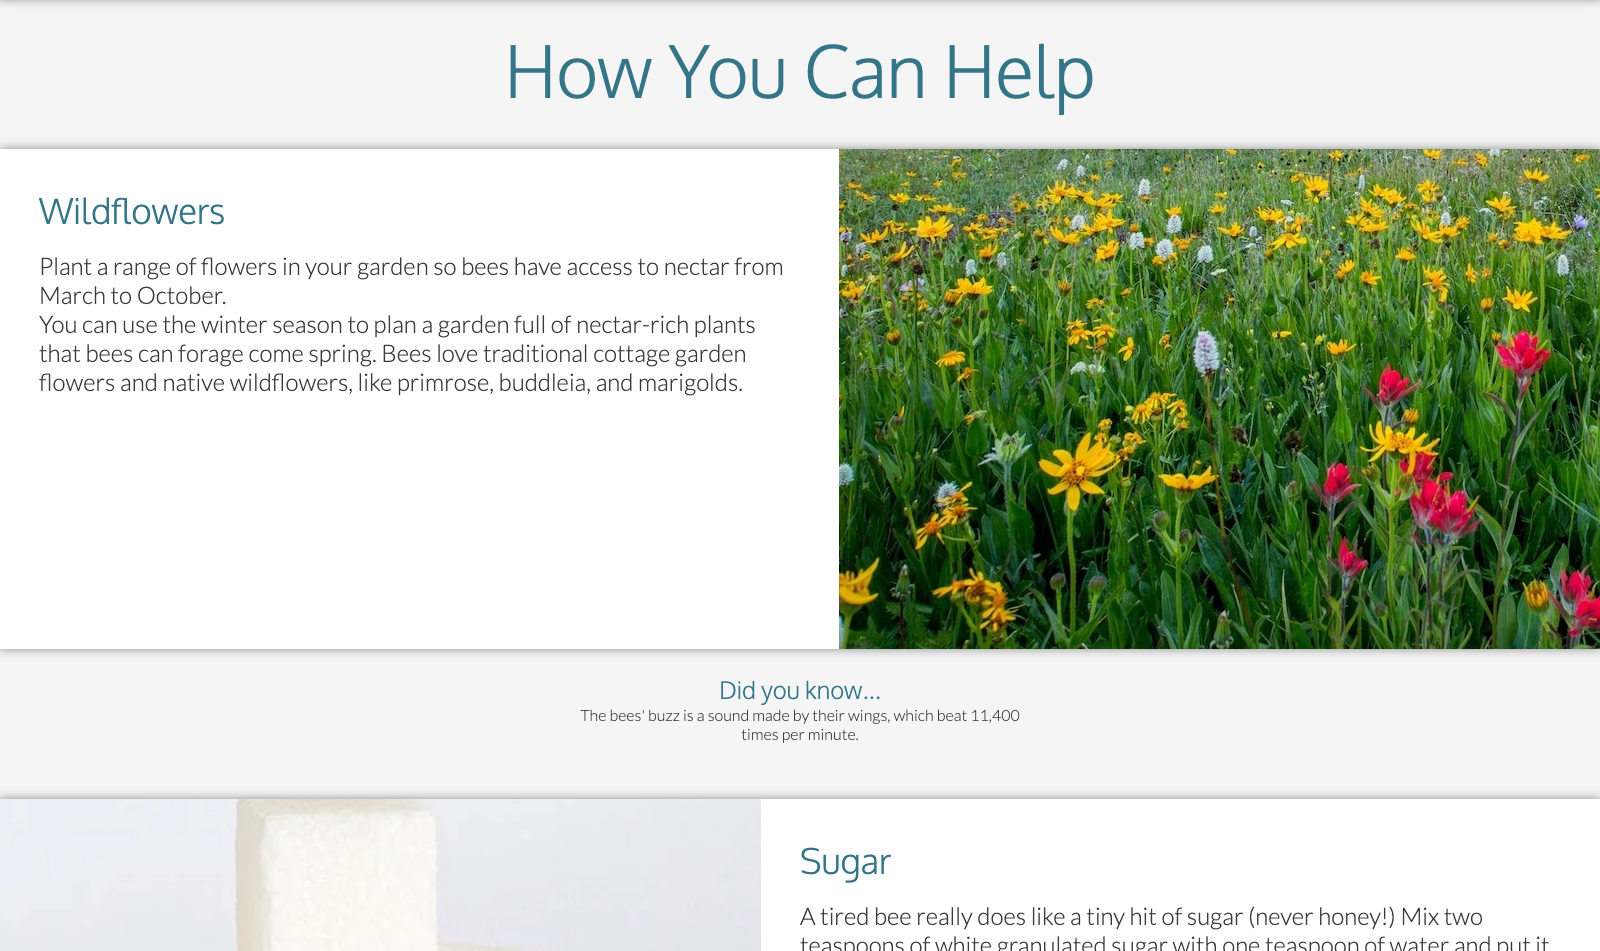 How You Can Help
Wildflowers
Plant a range of flowers in your garden so bees have access to nectar from
March to October.
You can use the winter season to plan a garden full of nectar-rich plants
that bees can forage come spring. Bees love traditional cottage garden
flowers and native wildflowers, like primrose, buddleia, and marigolds.
Did you know...
The bees' buzz is a sound made by their wings, which beat 11,400
times per minute.
Sugar
A tired bee really does like a tiny hit of sugar (never honey!) Mix two
teaspoons of white granulated sugar with one teaspoon of water and put it